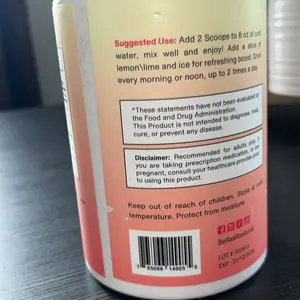 Suggested Use: Add 2 Scoops to 8 oz of cold
water, mix well and enjoy! Add a slice of
lemon\lime and ice for refreshing boost. Drink
every morning or noon, up to 2 times a day
*These statements have not been evaluated by
the Food and Drug Administration.
This Product is not intended to diagnose, treat,
cure, or prevent any disease.
Disclaimer: Recommended for adults only. If
you are taking prescription medication, or are
pregnant, consult your healthcare provider prior
to using this product.
Keep out of reach of children. Store at room
temperature. Protect from moisture.
LOT #
EXP